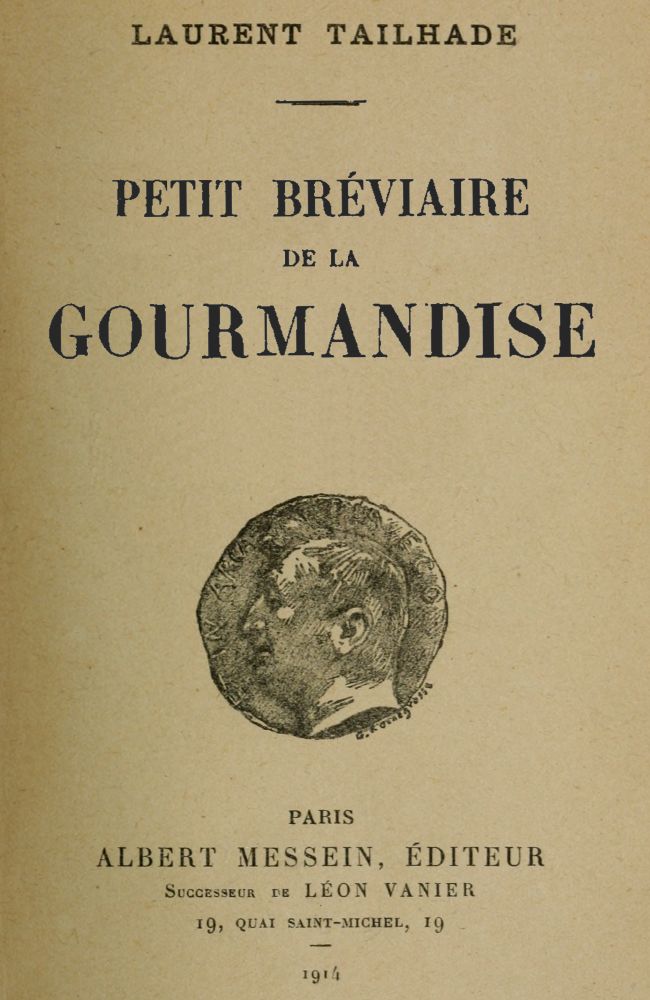 LAURENT TAILHADE
PETIT BRÉVIAIRE
DE LA
GOURMANDISE
PARIS
ALBERT MESSEIN, ÉDITEUR
SUCCESSEUR DE LÉON VANIER
19, QUAI SAINT-MICHEL, 19
1914